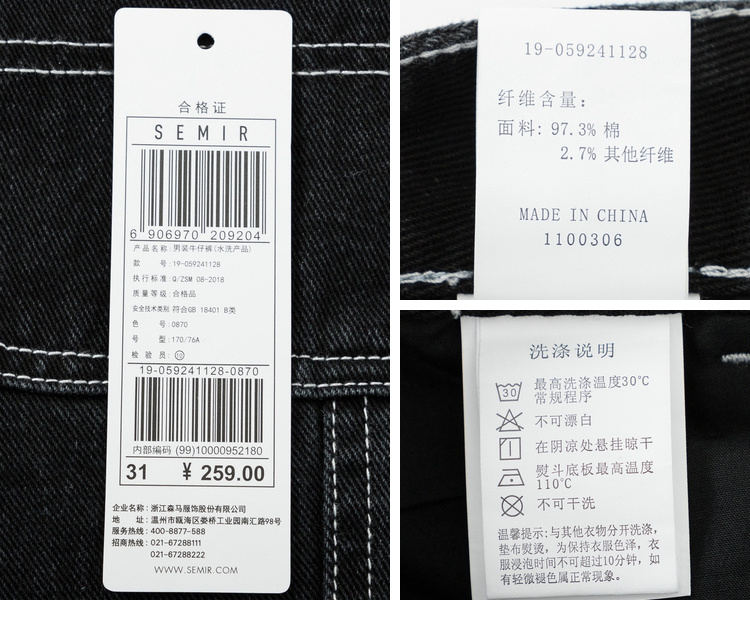 合格证
SEMIR
6 906970 209204
产品名称:男装牛仔裤(水洗产品)
款 号:19-059241128
执行标准:Q/ZSM 08-2018
质量等级:合格品
安全技术类别 符合GB 18401 B类
色 号:0870
号 型:170/76A
检 验 员:⑩
19-059241128-0870
内部编码 (99)10000952180
31 ¥ 259.00
企业名称:浙江森马服饰股份有限公司
地 址:温州市瓯海区娄桥工业园南汇路98号
服务热线:400-8877-588
招商热线:021-67288111
021-67288222
WWW.SEMIR.COM
19-059241128
纤维含量:
面料:97.3% 棉
2.7% 其他纤维
MADE IN CHINA
1100306
洗涤说明
30
最高洗涤温度30℃
常规程序
不可漂白
在阴凉处悬挂晾干
熨斗底板最高温度
110℃
不可干洗
温馨提示:与其他衣物分开洗涤,
垫布熨烫,为保持衣服色泽,衣
服浸泡时间不可超过10分钟,如
有轻微褪色属正常现象。